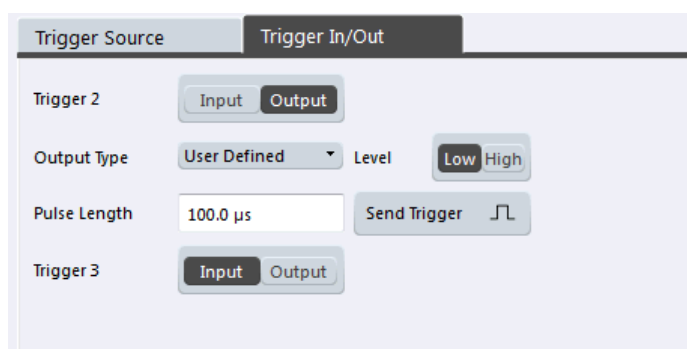 Trigger Source Trigger In/Out
Trigger 2 Input Output
Output Type User Defined Level Low High
Pulse Length 100.0 µs Send Trigger
Trigger 3 Input Output